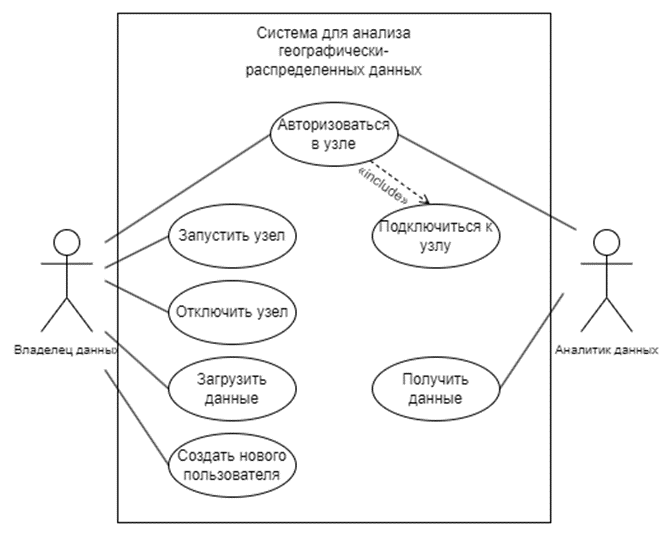 Система для анализа
географически-
распределенных данных
Авторизоваться
в узле
«include»
Запустить узел
Подключиться к
узлу
Отключить узел
Владелец данных
Аналитик данных
Загрузить
данные
Получить
данные
Создать нового
пользователя